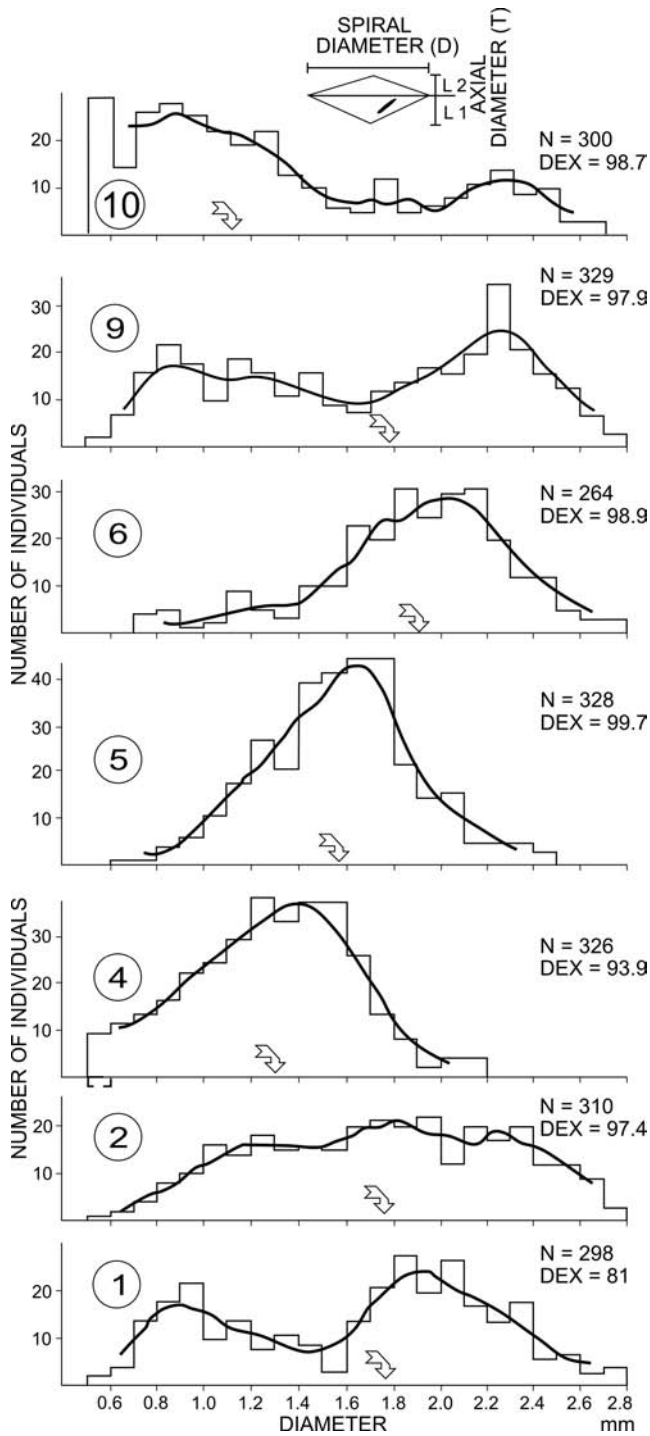 SPIRAL
DIAMETER (D)
AXIAL
DIAMETER (T)
L 2
L 1
20
10
10
N = 300
DEX = 98.7
30
20
10
9
N = 329
DEX = 97.9
30
20
10
6
N = 264
DEX = 98.9
NUMBER OF INDIVIDUALS
40
30
20
10
5
N = 328
DEX = 99.7
30
20
10
4
N = 326
DEX = 93.9
NUMBER OF INDIVIDUALS
20
10
2
N = 310
DEX = 97.4
20
10
1
N = 298
DEX = 81
0.6 0.8 1.0 1.2 1.4 1.6 1.8 2.0 2.2 2.4 2.6 2.8
DIAMETER mm